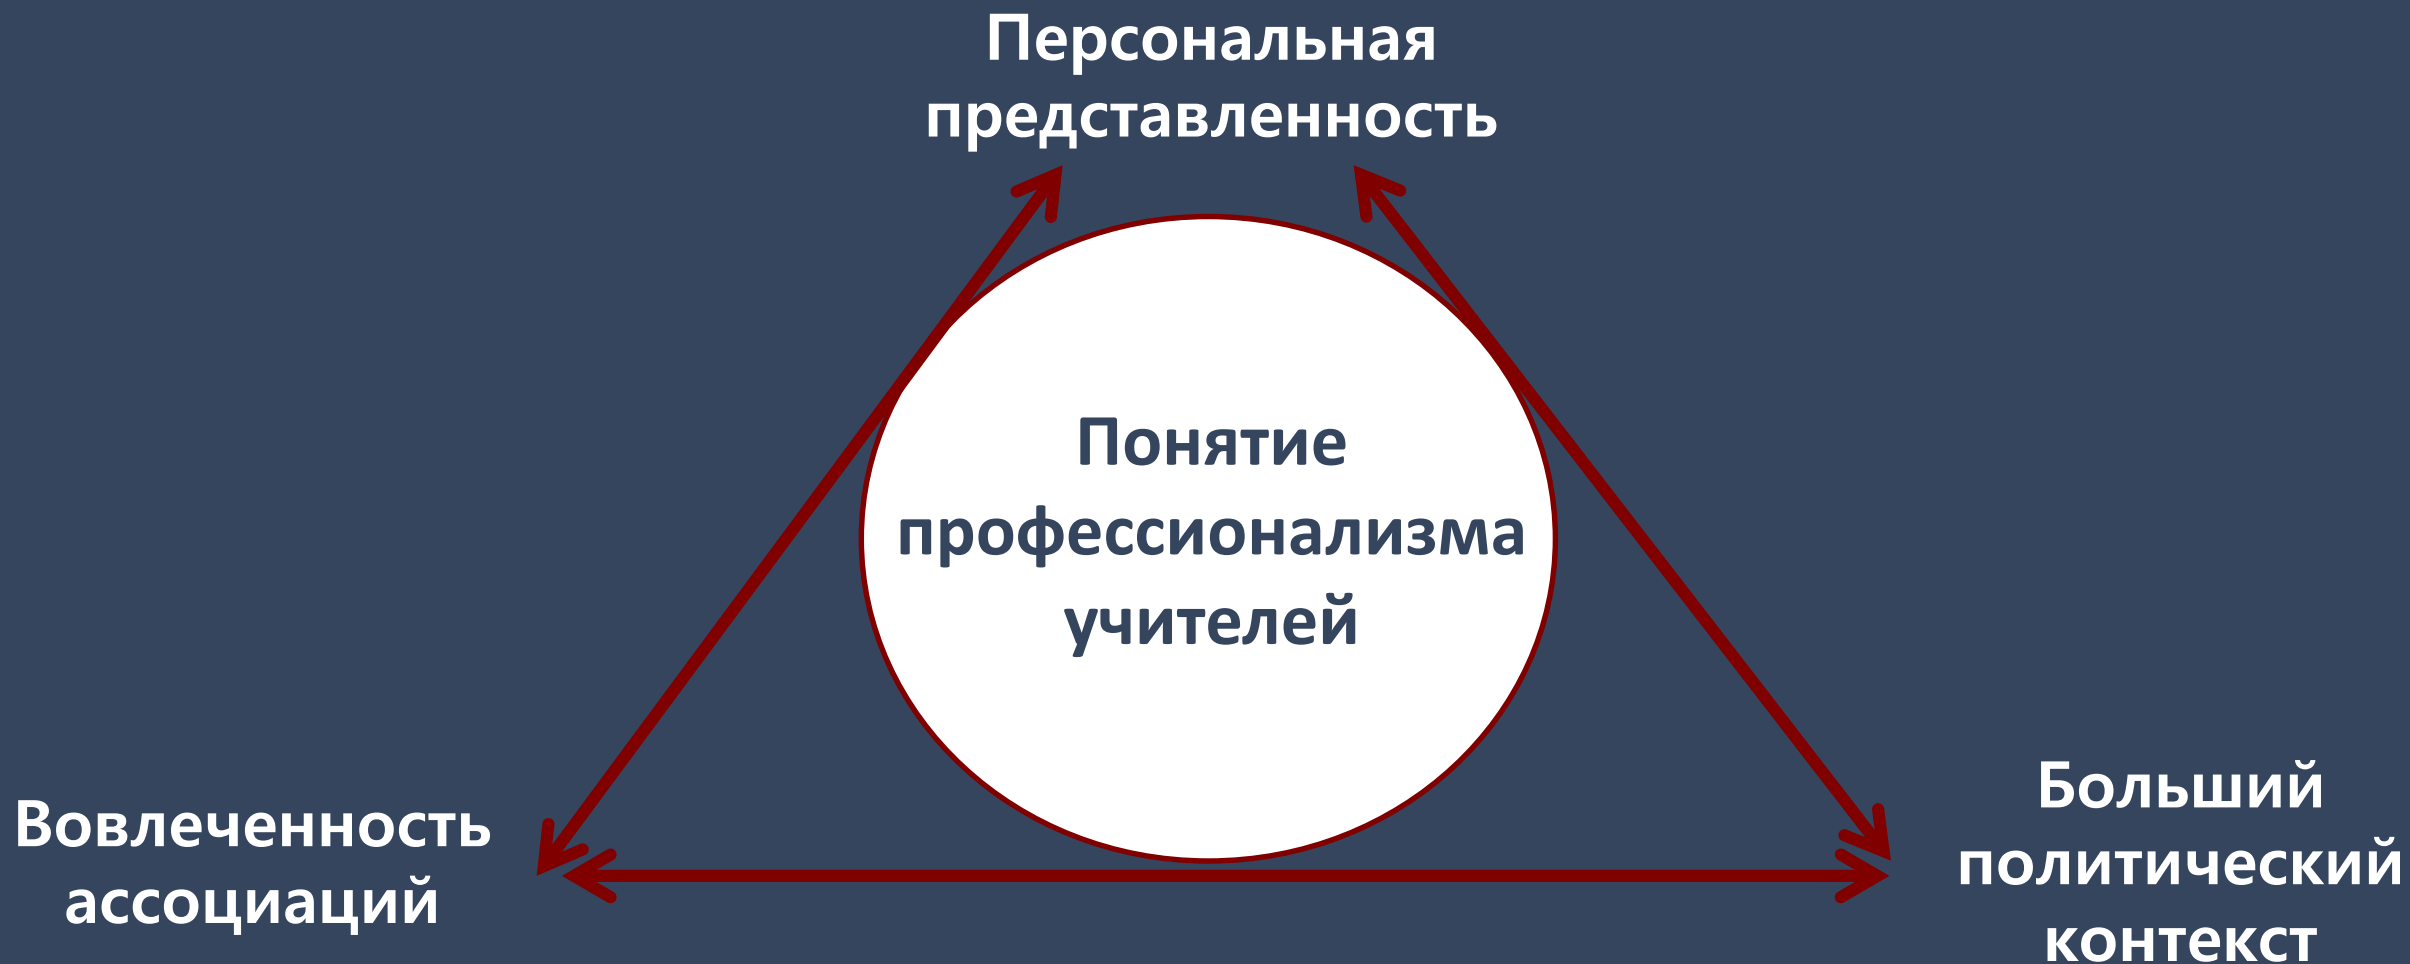 Персональная
представленность
Понятие
профессионализма
учителей
Вовлеченность
ассоциаций
Больший
политический
контекст